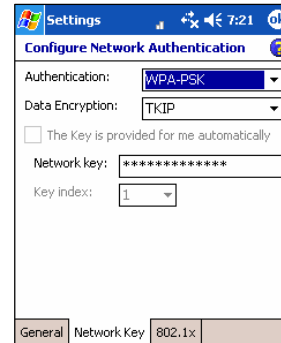 Settings 7:21 ok
Configure Network Authentication ?
Authentication: WPA-PSK
Data Encryption: TKIP
The Key is provided for me automatically
Network key: *************
Key index: 1
General Network Key 802.1x